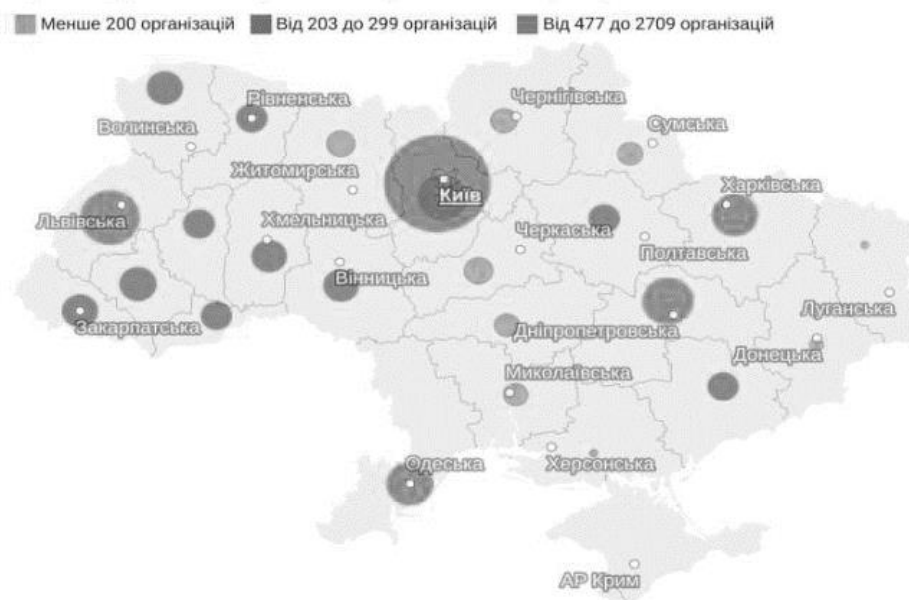 Менше 200 організацій Від 203 до 299 організацій Від 477 до 2709 організацій
Рівненська
Чернігівська
Волинська
Сумська
Житомирська
Харківська
Київ
Львівська
Хмельницька
Черкаська
Полтавська
Вінницька
Луганська
Закарпатська
Дніпропетровська
Донецька
Миколаївська
Одеська
Херсонська
АР Крим